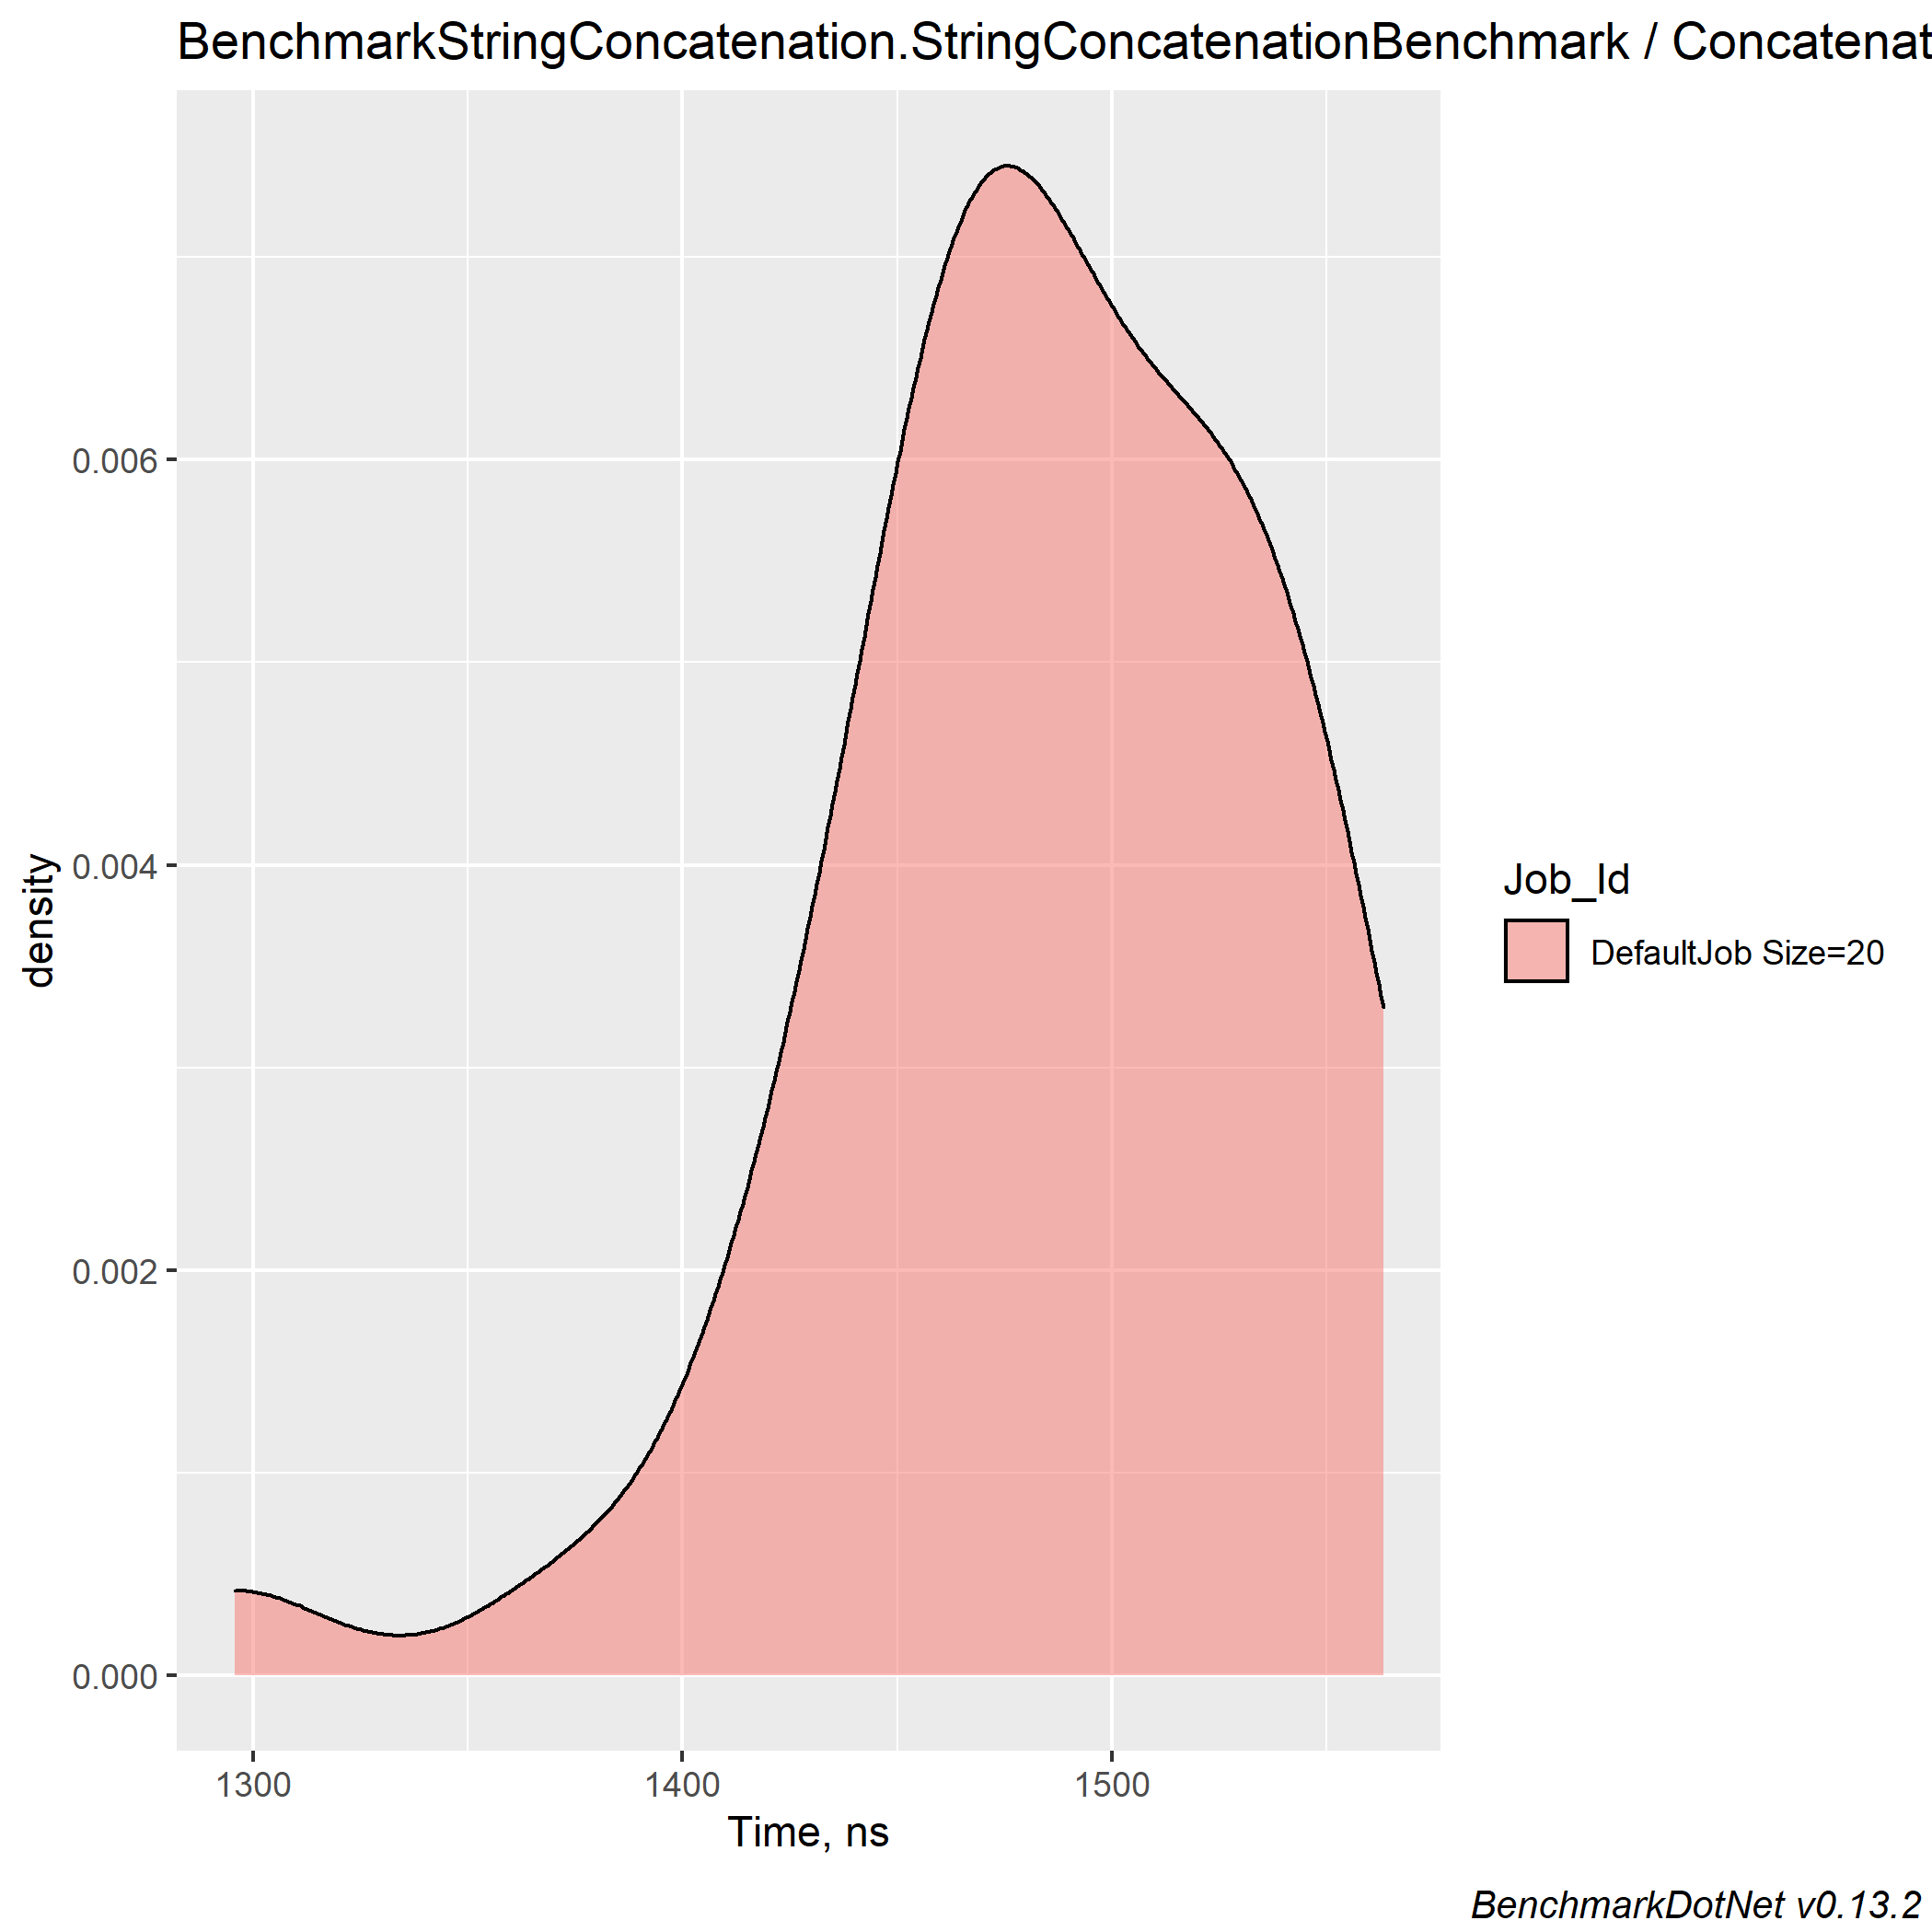 BenchmarkStringConcatenation.StringConcatenationBenchmark / Concatenat
0.006
0.004
0.002
0.000
density
1300 1400 1500
Time, ns
Job_Id
DefaultJob Size=20
BenchmarkDotNet v0.13.2